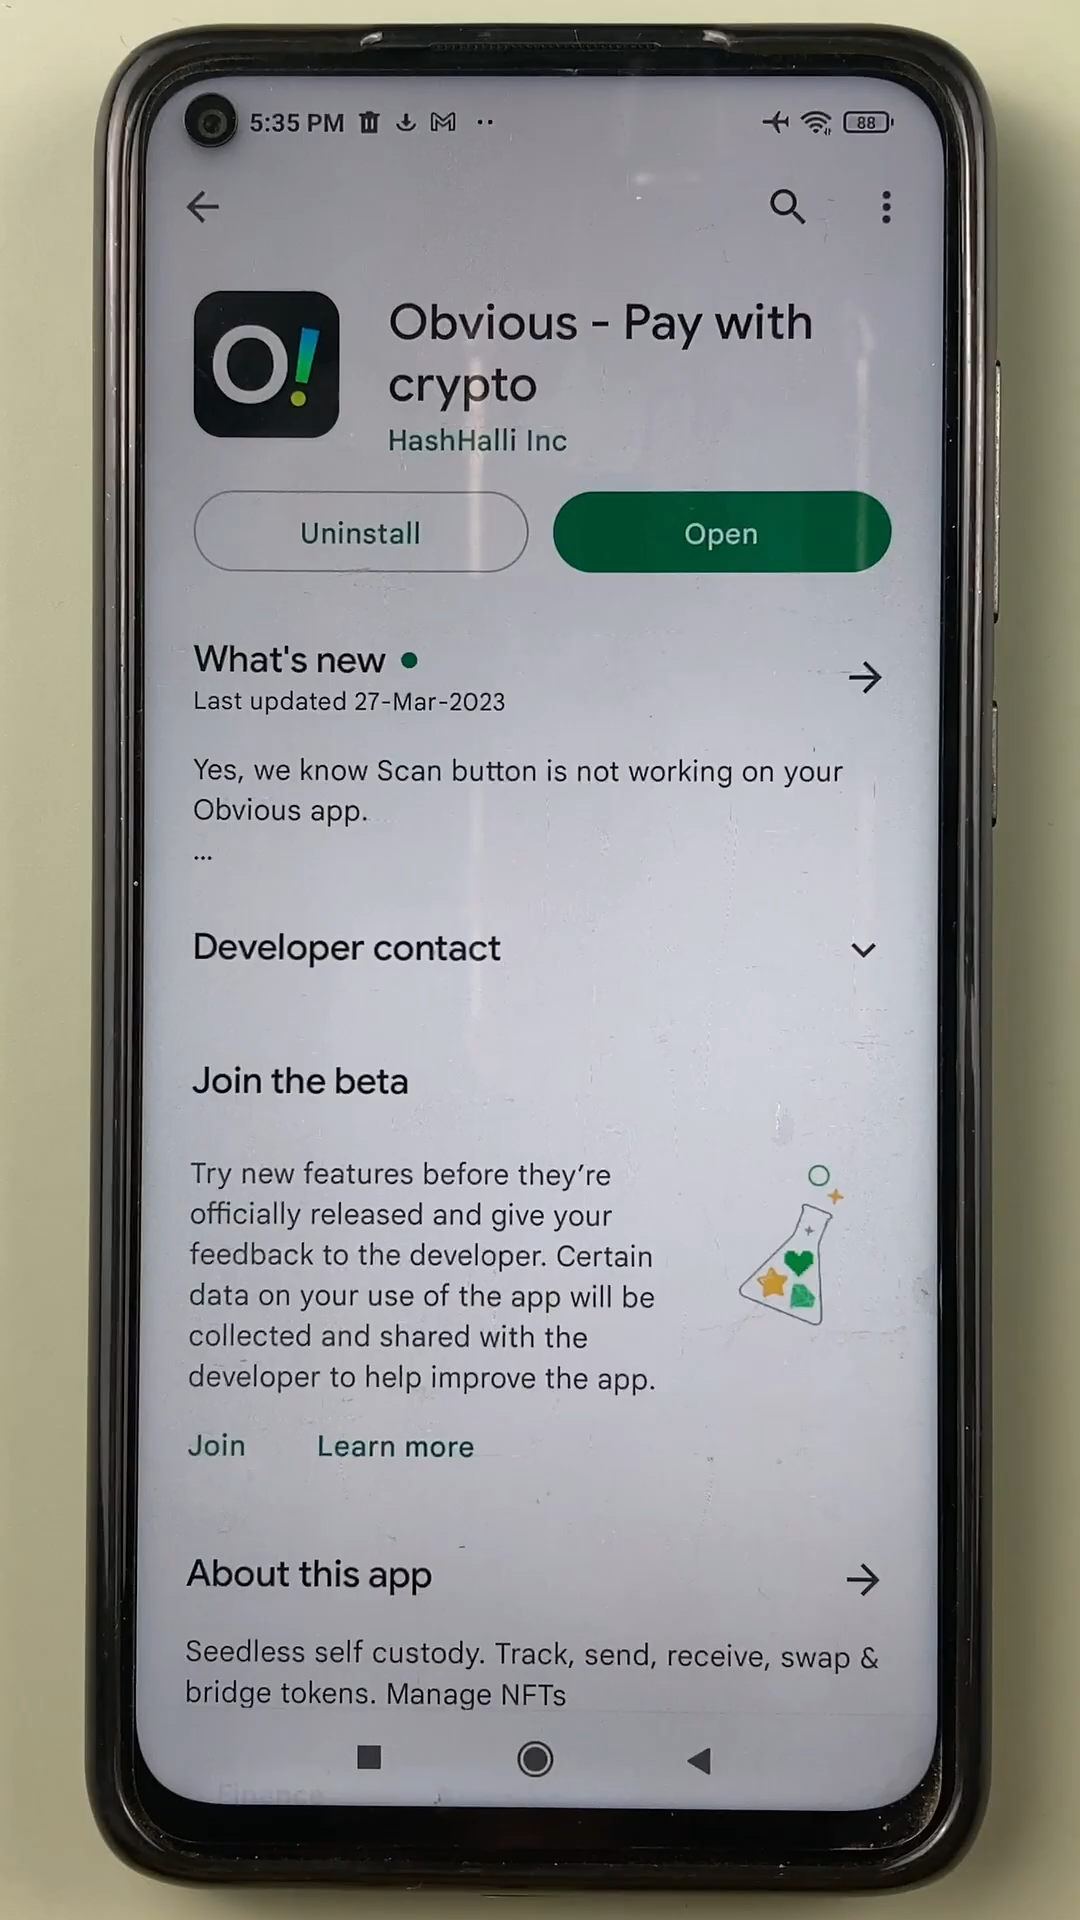 5:35 PM
88
O!
Obvious - Pay with
crypto
HashHalli Inc
Uninstall
Open
What's new
Last updated 27-Mar-2023
Yes, we know Scan button is not working on your
Obvious app.
...
Developer contact
Join the beta
Try new features before they're
officially released and give your
feedback to the developer. Certain
data on your use of the app will be
collected and shared with the
developer to help improve the app.
Join
Learn more
About this app
Seedless self custody. Track, send, receive, swap &
bridge tokens. Manage NFTs
Finance